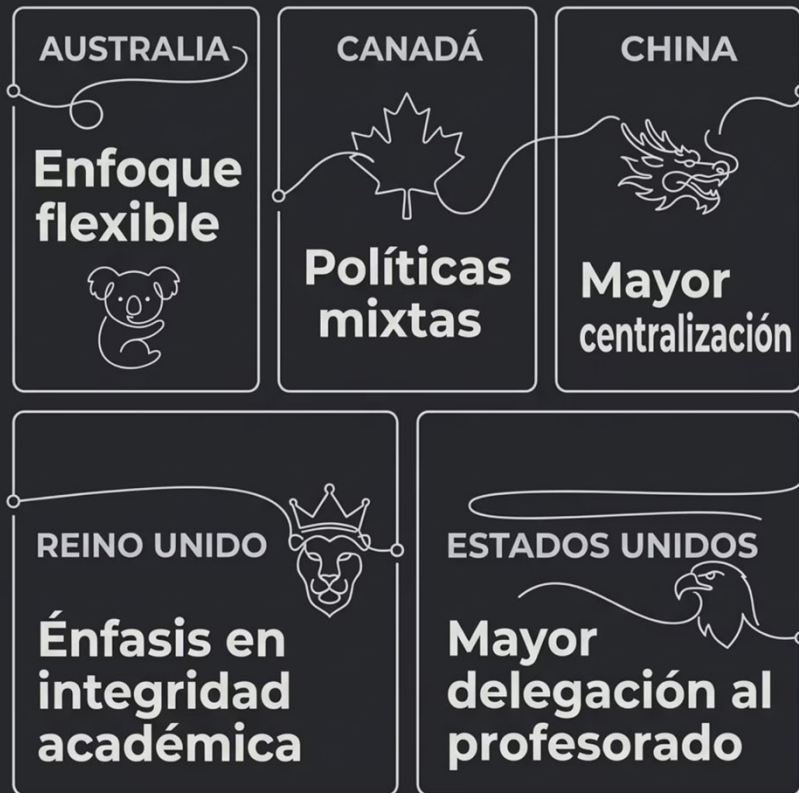 AUSTRALIA
Enfoque
flexible
CANADÁ
Políticas
mixtas
CHINA
Mayor
centralización
REINO UNIDO
Énfasis en
integridad
académica
ESTADOS UNIDOS
Mayor
delegación al
profesorado